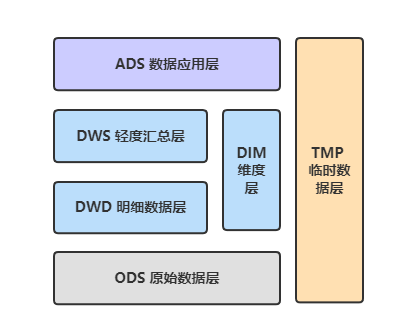 ADS 数据应用层
DWS 轻度汇总层
DWD 明细数据层
DIM
维度
层
TMP
临时数
据层
ODS 原始数据层